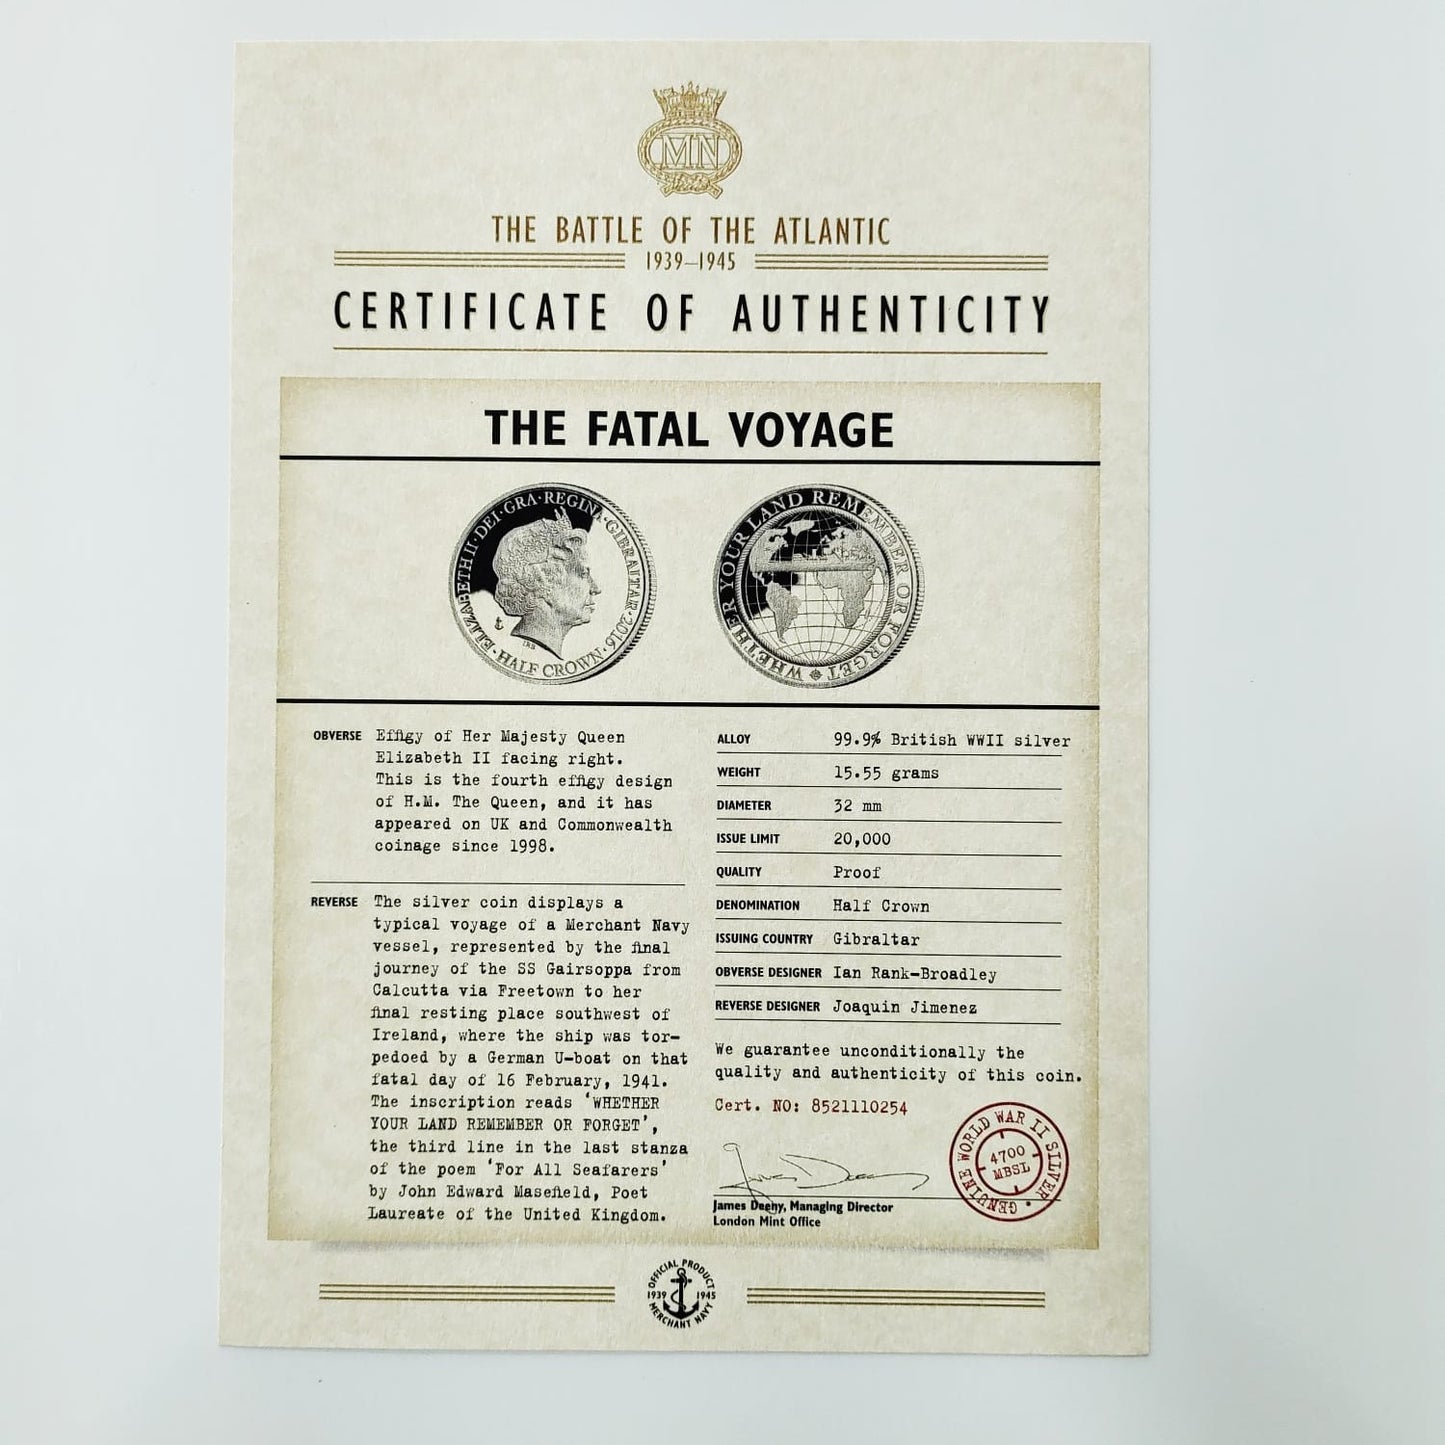 MN
THE BATTLE OF THE ATLANTIC
1939–1945
CERTIFICATE OF AUTHENTICITY
THE FATAL VOYAGE
ELIZABETH II · DEI · GRA · REGINA · GIBRALTAR · 2016
· HALF CROWN ·
IRB
WHETHER YOUR LAND REMEMBER OR FORGET
OBVERSE Effigy of Her Majesty Queen
Elizabeth II facing right.
This is the fourth effigy design
of H.M. The Queen, and it has
appeared on UK and Commonwealth
coinage since 1998.
REVERSE The silver coin displays a
typical voyage of a Merchant Navy
vessel, represented by the final
journey of the SS Gairsoppa from
Calcutta via Freetown to her
final resting place southwest of
Ireland, where the ship was tor-
pedoed by a German U-boat on that
fatal day of 16 February, 1941.
The inscription reads ‘WHETHER
YOUR LAND REMEMBER OR FORGET’,
the third line in the last stanza
of the poem ‘For All Seafarers’
by John Edward Masefield, Poet
Laureate of the United Kingdom.
ALLOY 99.9% British WWII silver
WEIGHT 15.55 grams
DIAMETER 32 mm
ISSUE LIMIT 20,000
QUALITY Proof
DENOMINATION Half Crown
ISSUING COUNTRY Gibraltar
OBVERSE DESIGNER Ian Rank-Broadley
REVERSE DESIGNER Joaquin Jimenez
We guarantee unconditionally the
quality and authenticity of this coin.
Cert. NO: 8521110254
James Deeny
James Deeny, Managing Director
London Mint Office
GENUINE WORLD WAR II SILVER ·
4700
MBSL
OFFICIAL PRODUCT
1939 1945
MERCHANT NAVY